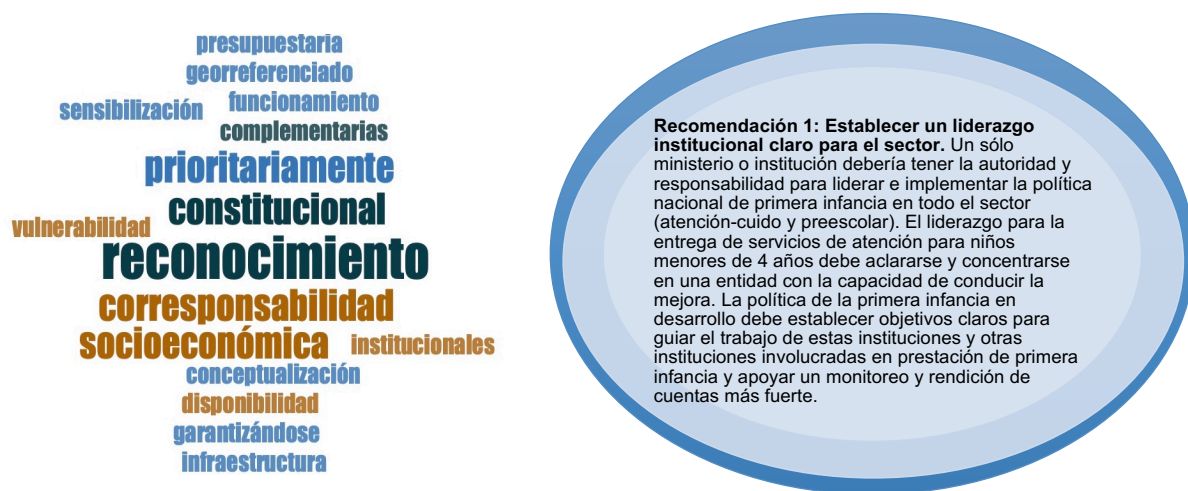 presupuestaria
georreferenciado
sensibilización
funcionamiento
complementarias
prioritariamente
constitucional
vulnerabilidad
reconocimiento
corresponsabilidad
socioeconómica
institucionales
conceptualización
disponibilidad
garantizándose
infraestructura
Recomendación 1: Establecer un liderazgo
institucional claro para el sector. Un sólo
ministerio o institución debería tener la autoridad y
responsabilidad para liderar e implementar la política
nacional de primera infancia en todo el sector
(atención-cuido y preescolar). El liderazgo para la
entrega de servicios de atención para niños
menores de 4 años debe aclararse y concentrarse
en una entidad con la capacidad de conducir la
mejora. La política de la primera infancia en
desarrollo debe establecer objetivos claros para
guiar el trabajo de estas instituciones y otras
instituciones involucradas en prestación de primera
infancia y apoyar un monitoreo y rendición de
cuentas más fuerte.